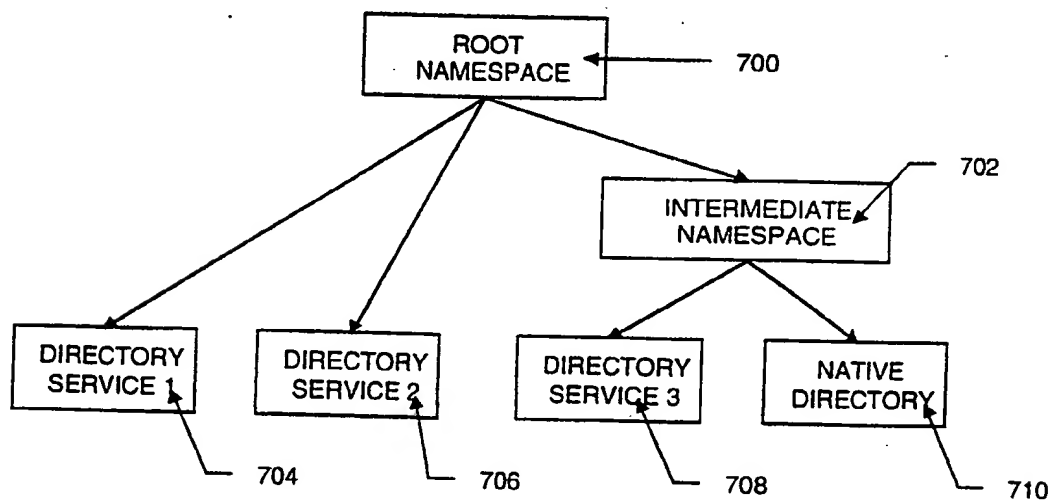 ROOT
NAMESPACE
700
702
INTERMEDIATE
NAMESPACE
DIRECTORY
SERVICE 1
DIRECTORY
SERVICE 2
DIRECTORY
SERVICE 3
NATIVE
DIRECTORY
704
706
708
710